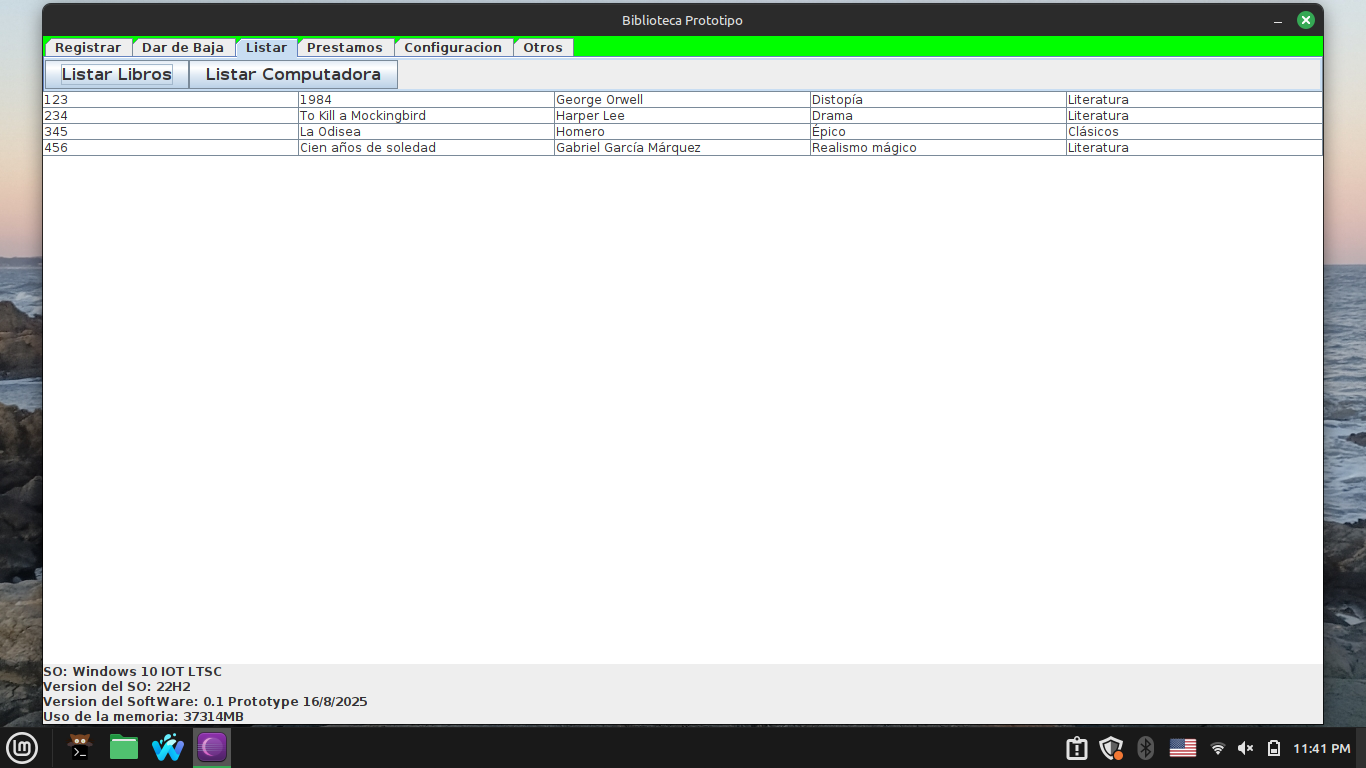 Biblioteca Prototipo
Registrar Dar de Baja Listar Prestamos Configuracion Otros
Listar Libros Listar Computadora
123 1984 George Orwell Distopía Literatura
234 To Kill a Mockingbird Harper Lee Drama Literatura
345 La Odisea Homero Épico Clásicos
456 Cien años de soledad Gabriel García Márquez Realismo mágico Literatura
SO: Windows 10 IOT LTSC
Version del SO: 22H2
Version del SoftWare: 0.1 Prototype 16/8/2025
Uso de la memoria: 37314MB
11:41 PM